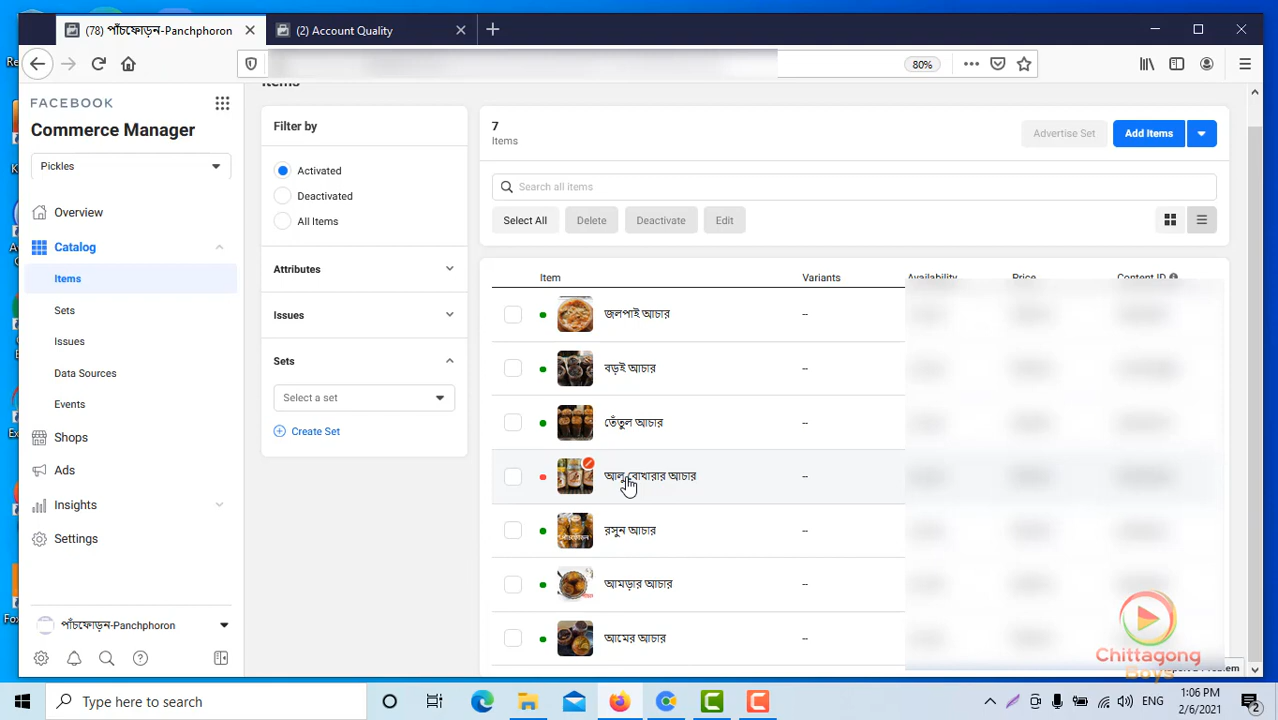 (78) পাঁচফোড়ন-Panchphoron
(2) Account Quality
80%
FACEBOOK
Commerce Manager
Pickles
Overview
Catalog
Items
Sets
Issues
Data Sources
Events
Shops
Ads
Insights
Settings
পাঁচফোড়ন-Panchphoron
Items
Filter by
Activated
Deactivated
All Items
Attributes
Issues
Sets
Select a set
Create Set
7
Items
Advertise Set
Add Items
Search all items
Select All
Delete
Deactivate
Edit
Item
Variants
Availability
Price
Content ID
জলপাই আচার
--
বড়ই আচার
--
তেঁতুল আচার
--
আলু বোখারার আচার
--
রসুন আচার
--
আমড়ার আচার
--
আমের আচার
--
Chittagong
Boys
Type here to search
ENG
1:06 PM
2/6/2021
2